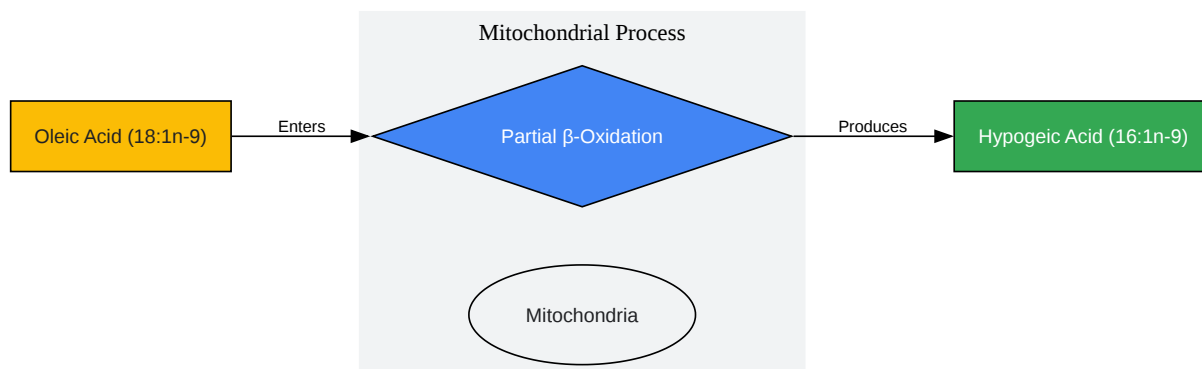 Mitochondrial Process
Oleic Acid (18:1n-9)
Enters
Partial β-Oxidation
Produces
Hypogeic Acid (16:1n-9)
Mitochondria